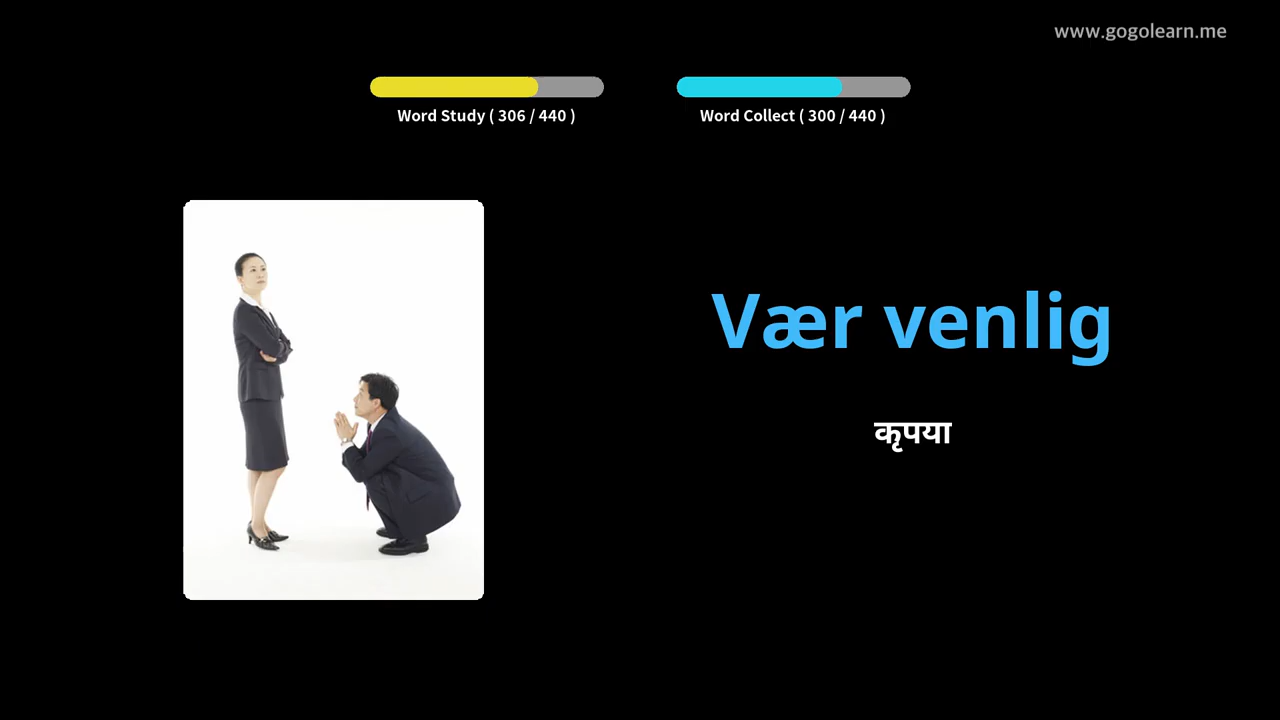 www.gogolearn.me
Word Study ( 306 / 440 )
Word Collect ( 300 / 440 )
Vær venlig
कृपया